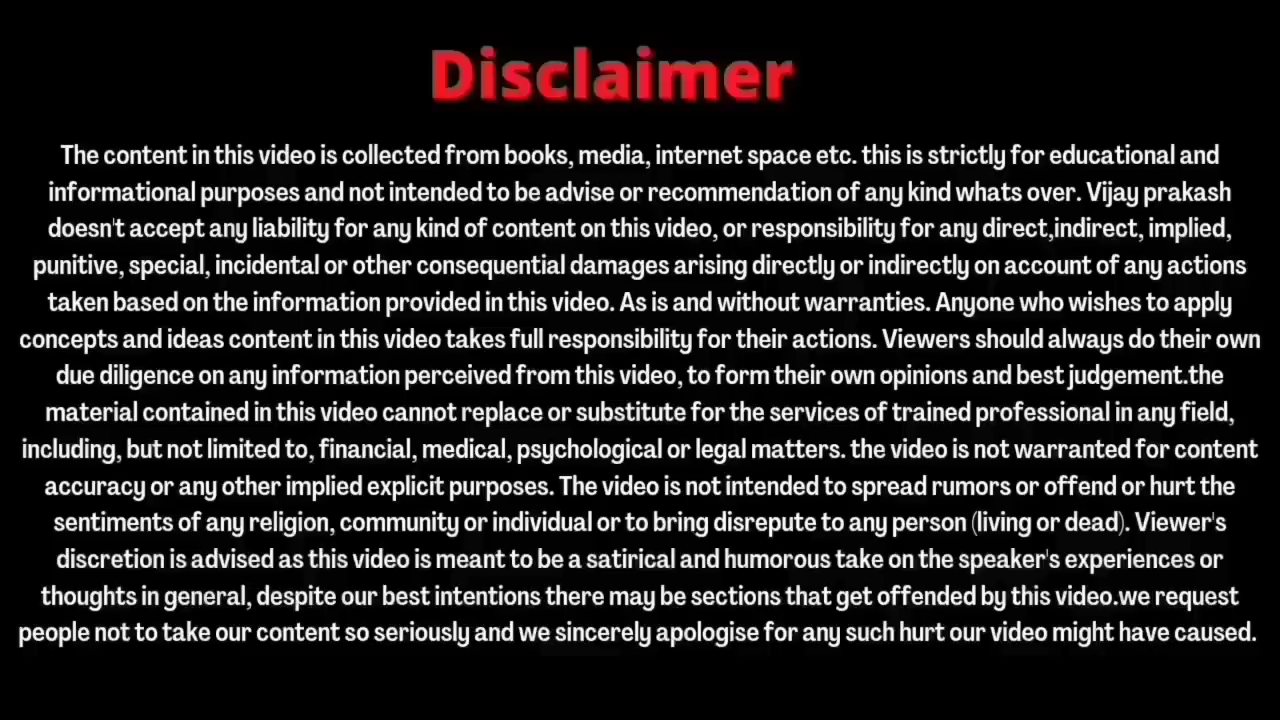 Disclaimer
The content in this video is collected from books, media, internet space etc. this is strictly for educational and
informational purposes and not intended to be advise or recommendation of any kind whats over. Vijay prakash
doesn't accept any liability for any kind of content on this video, or responsibility for any direct,indirect, implied,
punitive, special, incidental or other consequential damages arising directly or indirectly on account of any actions
taken based on the information provided in this video. As is and without warranties. Anyone who wishes to apply
concepts and ideas content in this video takes full responsibility for their actions. Viewers should always do their own
due diligence on any information perceived from this video, to form their own opinions and best judgement.the
material contained in this video cannot replace or substitute for the services of trained professional in any field,
including, but not limited to, financial, medical, psychological or legal matters. the video is not warranted for content
accuracy or any other implied explicit purposes. The video is not intended to spread rumors or offend or hurt the
sentiments of any religion, community or individual or to bring disrepute to any person (living or dead). Viewer's
discretion is advised as this video is meant to be a satirical and humorous take on the speaker's experiences or
thoughts in general, despite our best intentions there may be sections that get offended by this video.we request
people not to take our content so seriously and we sincerely apologise for any such hurt our video might have caused.